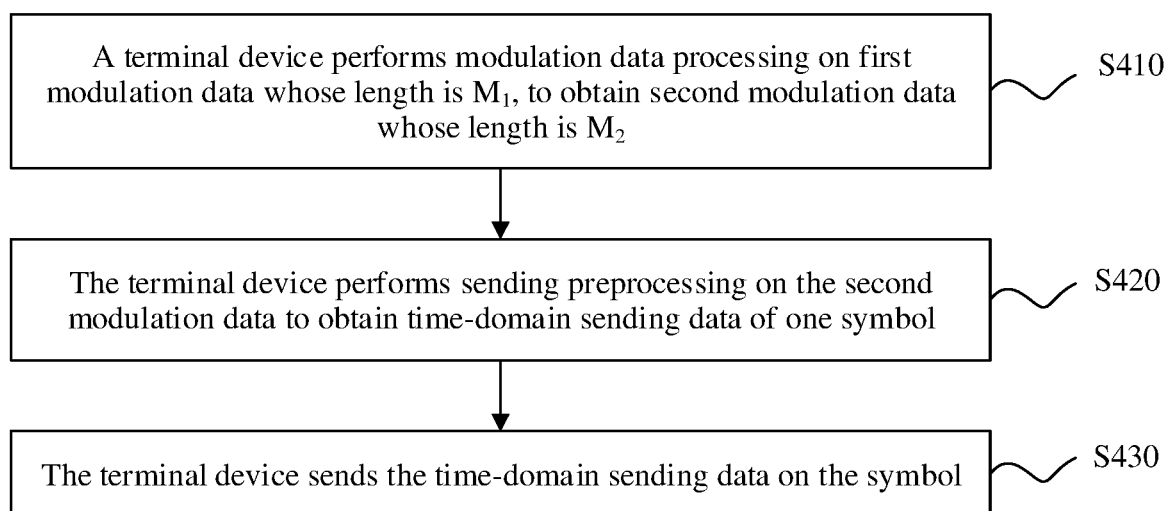 A terminal device performs modulation data processing on first
modulation data whose length is M₁, to obtain second modulation data
whose length is M₂
S410
The terminal device performs sending preprocessing on the second
modulation data to obtain time-domain sending data of one symbol
S420
The terminal device sends the time-domain sending data on the symbol
S430